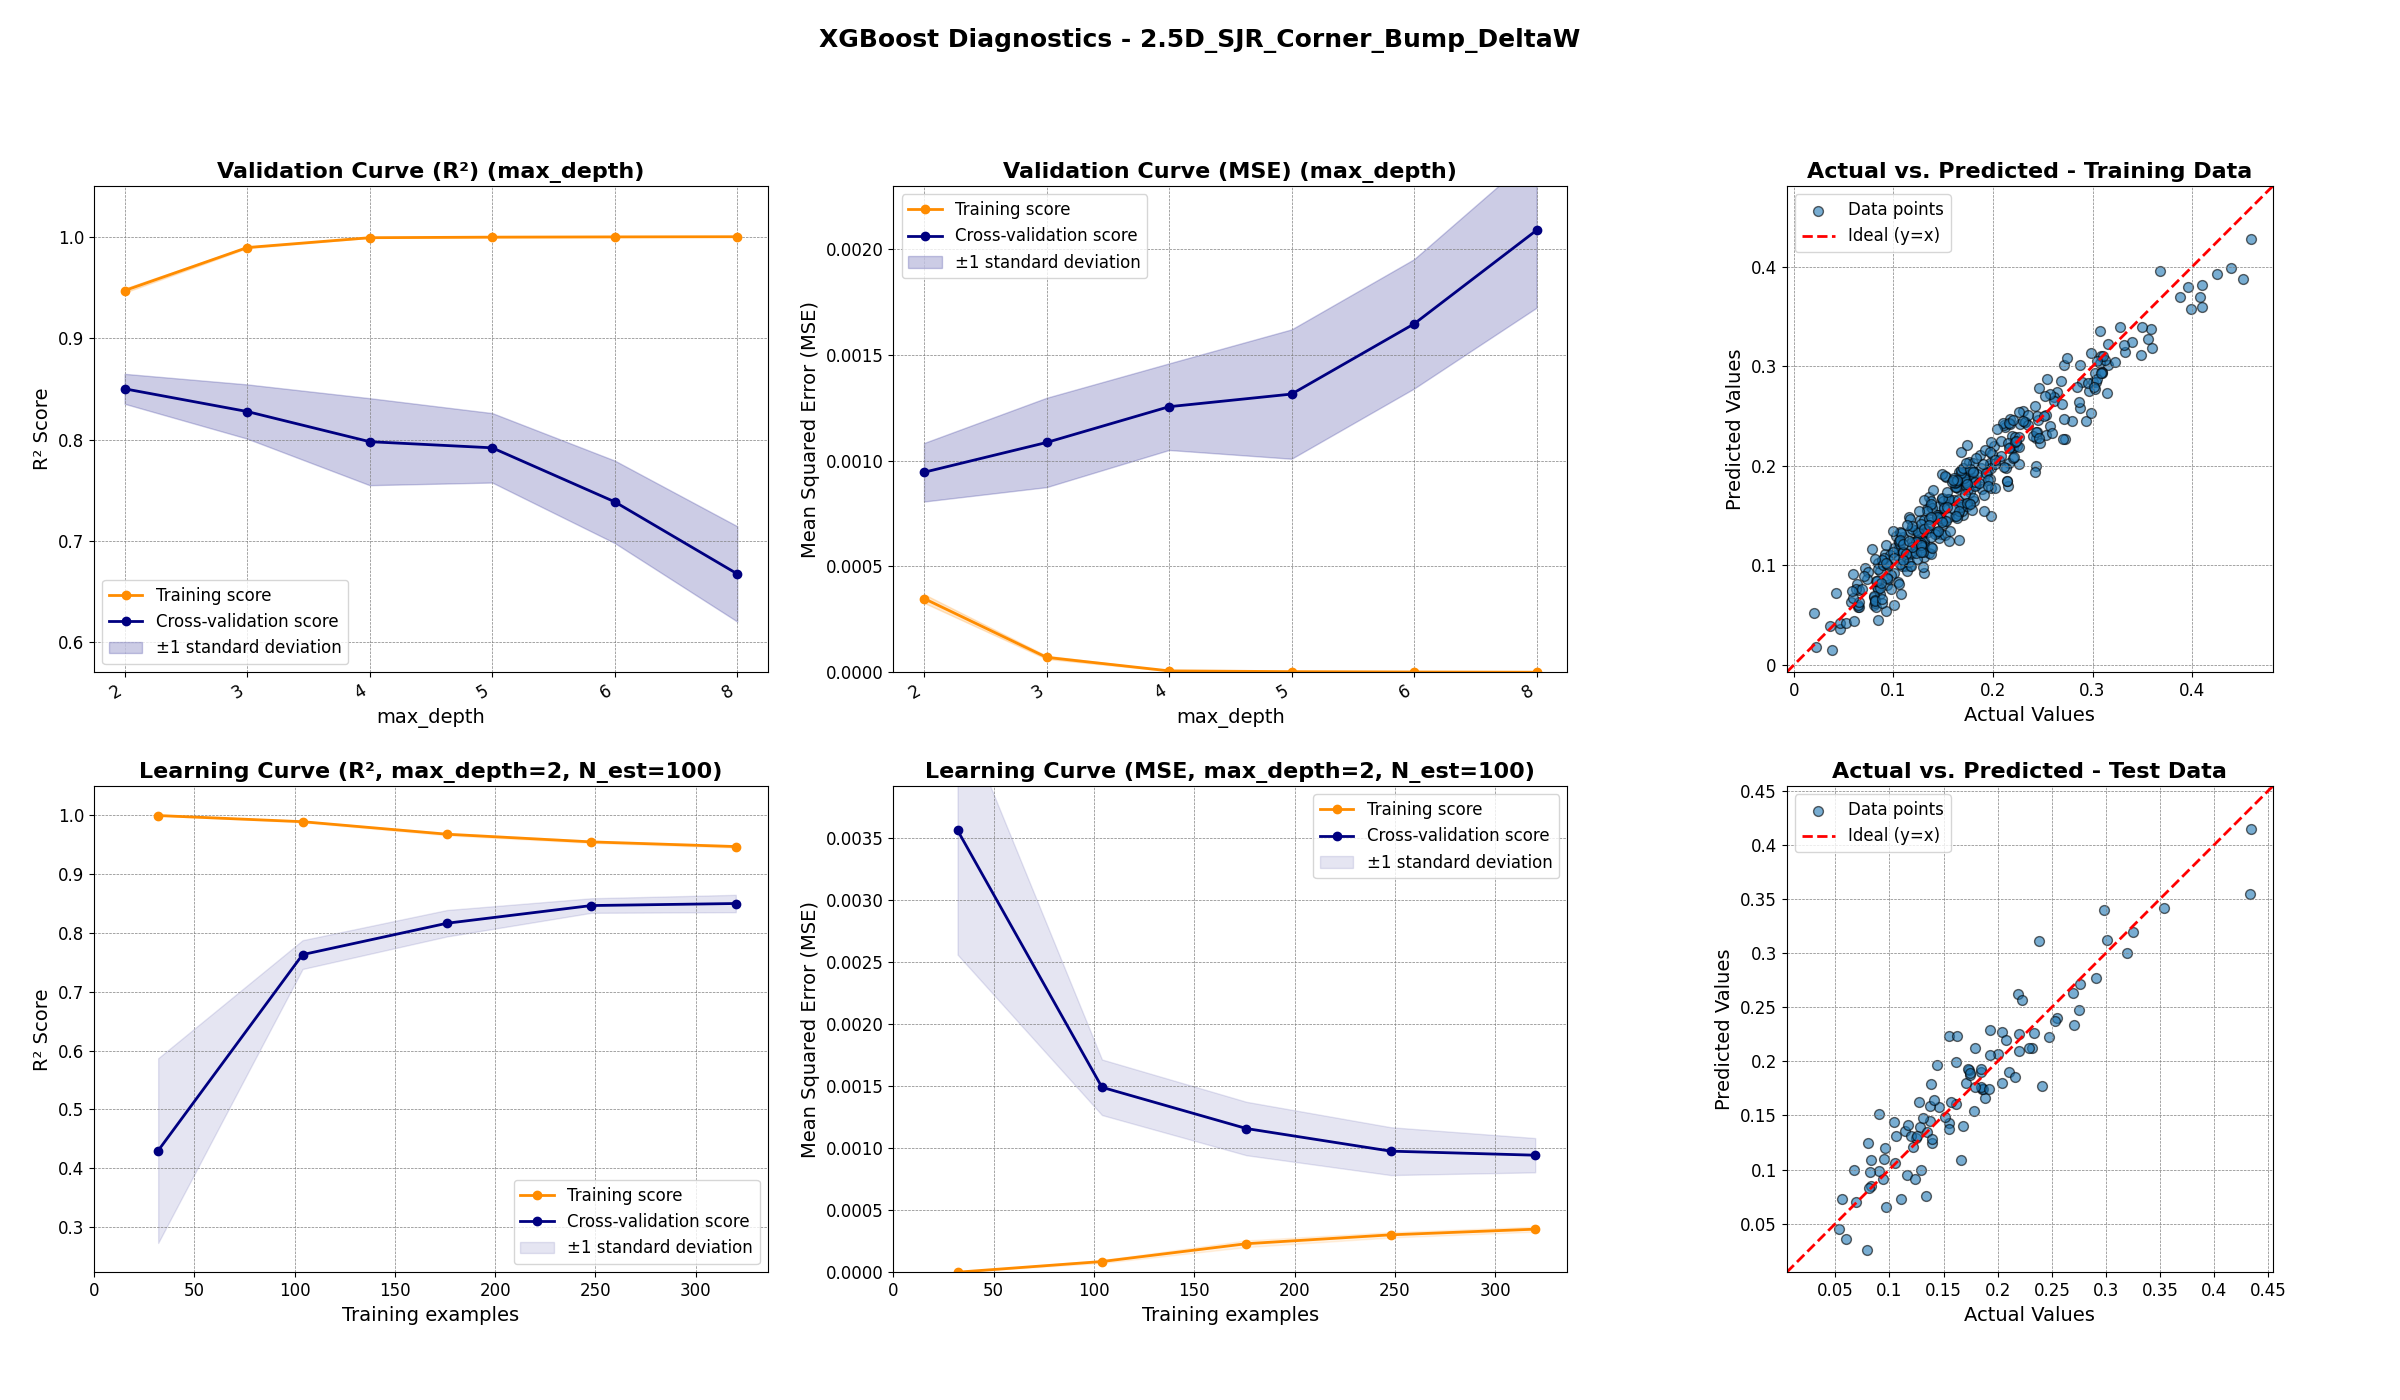 XGBoost Diagnostics - 2.5D_SJR_Corner_Bump_DeltaW
Validation Curve (R²) (max_depth)
R² Score
1.0
0.9
0.8
0.7
0.6
Training score
Cross-validation score
±1 standard deviation
2 3 4 5 6 8
max_depth
Validation Curve (MSE) (max_depth)
Mean Squared Error (MSE)
0.0020
0.0015
0.0010
0.0005
0.0000
Training score
Cross-validation score
±1 standard deviation
2 3 4 5 6 8
max_depth
Actual vs. Predicted - Training Data
Predicted Values
0.4
0.3
0.2
0.1
0
Data points
Ideal (y=x)
0 0.1 0.2 0.3 0.4
Actual Values
Learning Curve (R², max_depth=2, N_est=100)
R² Score
1.0
0.9
0.8
0.7
0.6
0.5
0.4
0.3
Training score
Cross-validation score
±1 standard deviation
0 50 100 150 200 250 300
Training examples
Learning Curve (MSE, max_depth=2, N_est=100)
Mean Squared Error (MSE)
0.0035
0.0030
0.0025
0.0020
0.0015
0.0010
0.0005
0.0000
Training score
Cross-validation score
±1 standard deviation
0 50 100 150 200 250 300
Training examples
Actual vs. Predicted - Test Data
Predicted Values
0.45
0.4
0.35
0.3
0.25
0.2
0.15
0.1
0.05
Data points
Ideal (y=x)
0.05 0.1 0.15 0.2 0.25 0.3 0.35 0.4 0.45
Actual Values